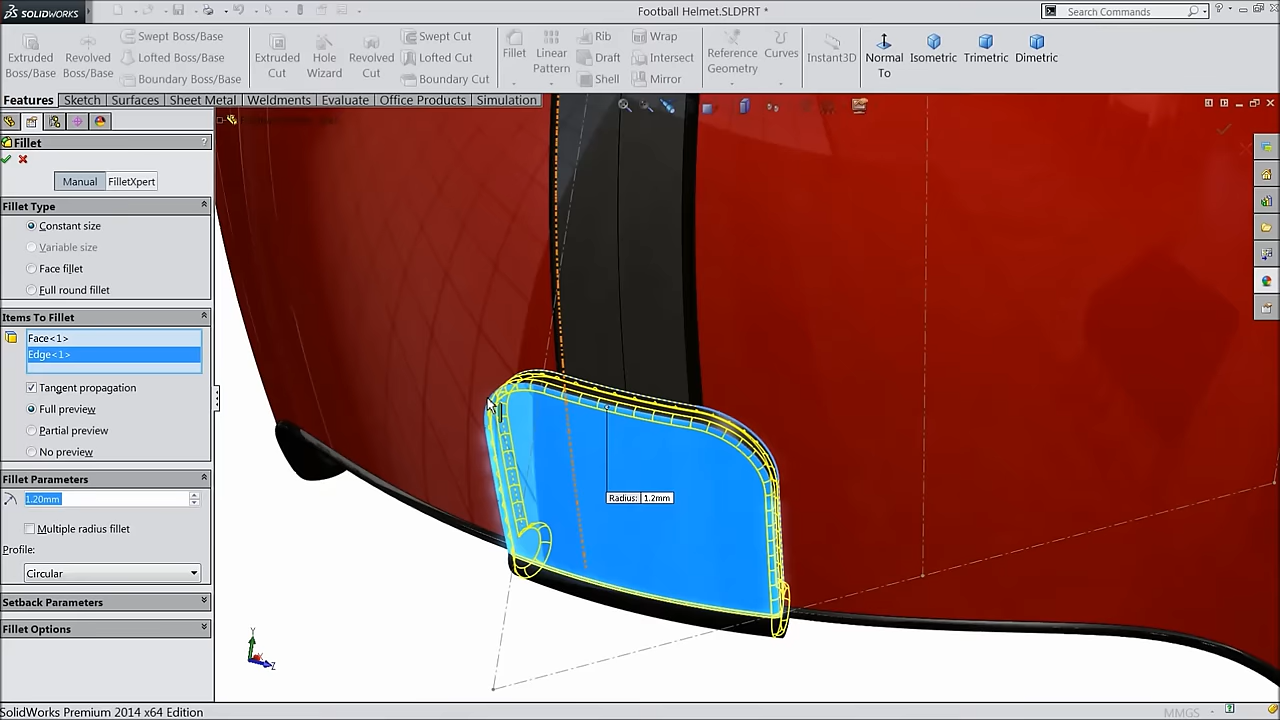 SOLIDWORKS
Football Helmet.SLDPRT *
Search Commands
Extruded Boss/Base
Revolved Boss/Base
Swept Boss/Base
Lofted Boss/Base
Boundary Boss/Base
Extruded Cut
Hole Wizard
Revolved Cut
Swept Cut
Lofted Cut
Boundary Cut
Fillet
Linear Pattern
Rib
Draft
Shell
Wrap
Intersect
Mirror
Reference Geometry
Curves
Instant3D
Normal To
Isometric
Trimetric
Dimetric
Features
Sketch
Surfaces
Sheet Metal
Weldments
Evaluate
Office Products
Simulation
Fillet
?
Manual
FilletXpert
Fillet Type
Constant size
Variable size
Face fillet
Full round fillet
Items To Fillet
Face<1>
Edge<1>
Tangent propagation
Full preview
Partial preview
No preview
Fillet Parameters
1.20mm
Multiple radius fillet
Profile:
Circular
Setback Parameters
Fillet Options
Radius: 1.2mm
Y
X
Z
SolidWorks Premium 2014 x64 Edition
MMGS